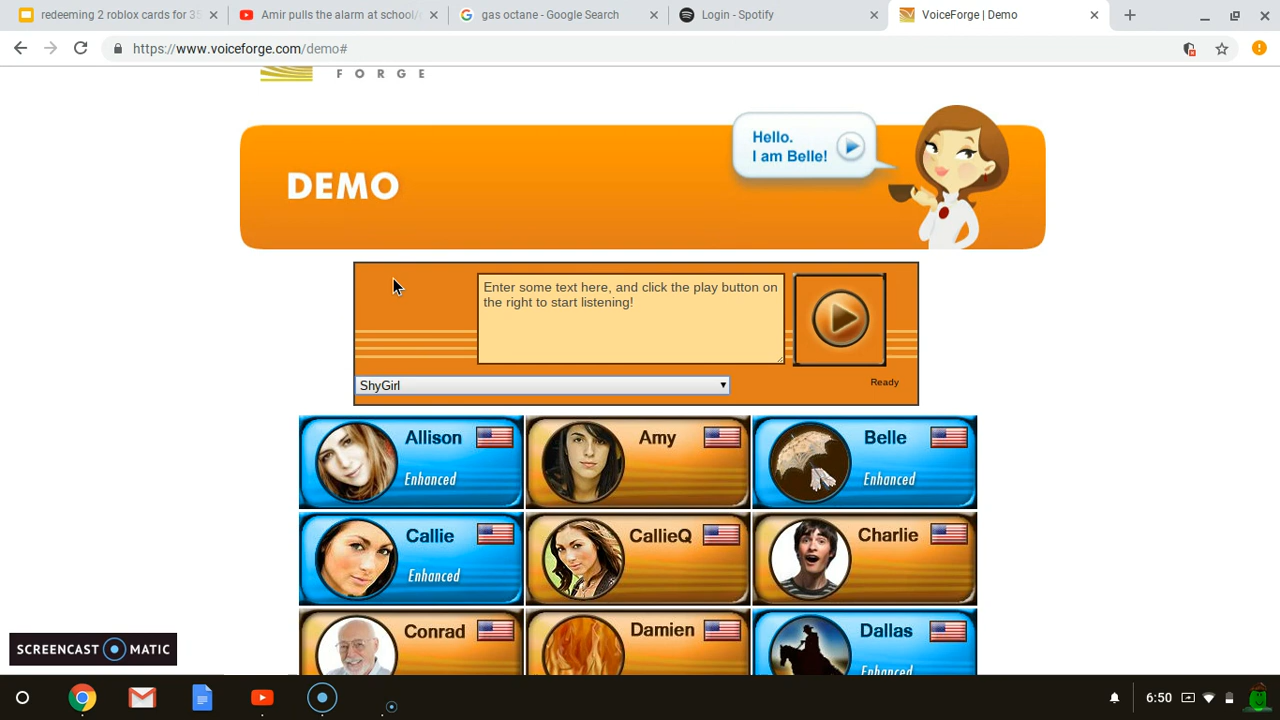 redeeming 2 roblox cards for 35
Amir pulls the alarm at school/g
gas octane - Google Search
Login - Spotify
VoiceForge | Demo
https://www.voiceforge.com/demo#
FORGE
Hello.
I am Belle!
DEMO
Enter some text here, and click the play button on
the right to start listening!
ShyGirl
Ready
Allison
Enhanced
Amy
Belle
Enhanced
Callie
Enhanced
CallieQ
Charlie
Conrad
Damien
Dallas
Enhanced
SCREENCAST MATIC
6:50